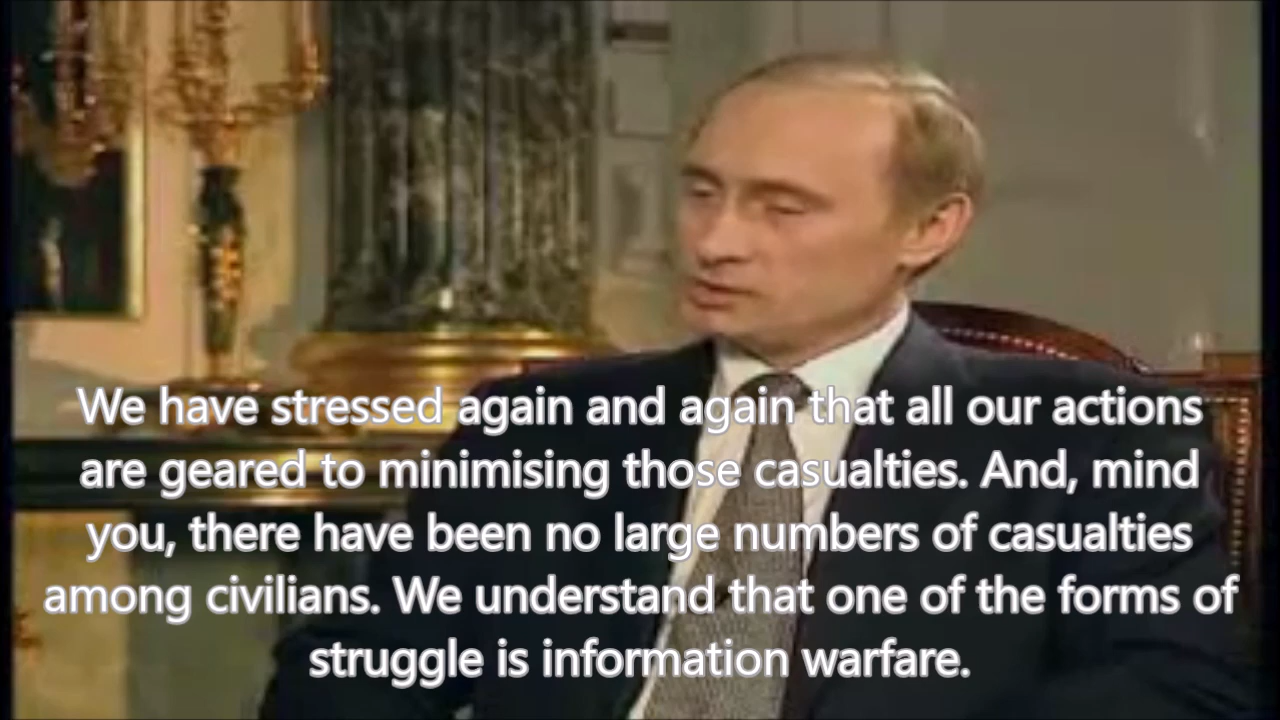 We have stressed again and again that all our actions
are geared to minimising those casualties. And, mind
you, there have been no large numbers of casualties
among civilians. We understand that one of the forms of
struggle is information warfare.